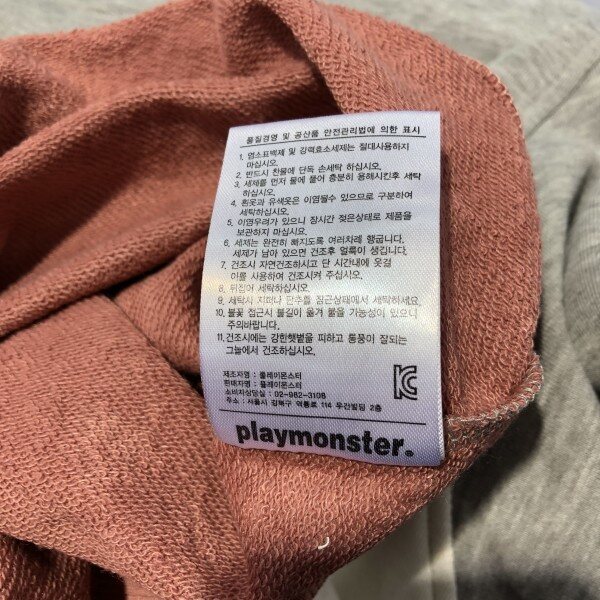 품질경영 및 공산품 안전관리법에 의한 표시
1. 염소표백제 및 강력효소세제는 절대사용하지
마십시오.
2. 반드시 찬물에 단독 손세탁 하십시오.
3. 세제를 먼저 물에 풀어 충분히 용해시킨후 세탁
하십시오.
4. 흰옷과 유색옷은 이염될수 있으므로 구분하여
세탁하십시오.
5. 이염우려가 있으니 장시간 젖은상태로 제품을
보관하지 마십시오.
6. 세제는 완전히 빠지도록 여러차례 행굽니다.
세제가 남아 있으면 건조후 얼룩이 생깁니다.
7. 건조시 자연건조하시고 단 시간내에 옷걸
이를 사용하여 건조시켜 주십시오.
8. 뒤집어 세탁하십시오.
9. 세탁시 지퍼나 단추를 잠근상태에서 세탁하세요.
10. 불꽃 접근시 불길이 옮겨 붙을 가능성이 있으니
주의바랍니다.
11. 건조시에는 강한햇볕을 피하고 통풍이 잘되는
그늘에서 건조하십시오.
제조자명 : 플레이몬스터
판매자명 : 플레이몬스터
소비자상담실 : 02-982-3108
주소 : 서울시 강북구 덕릉로 114 우간빌딩 2층
playmonster®